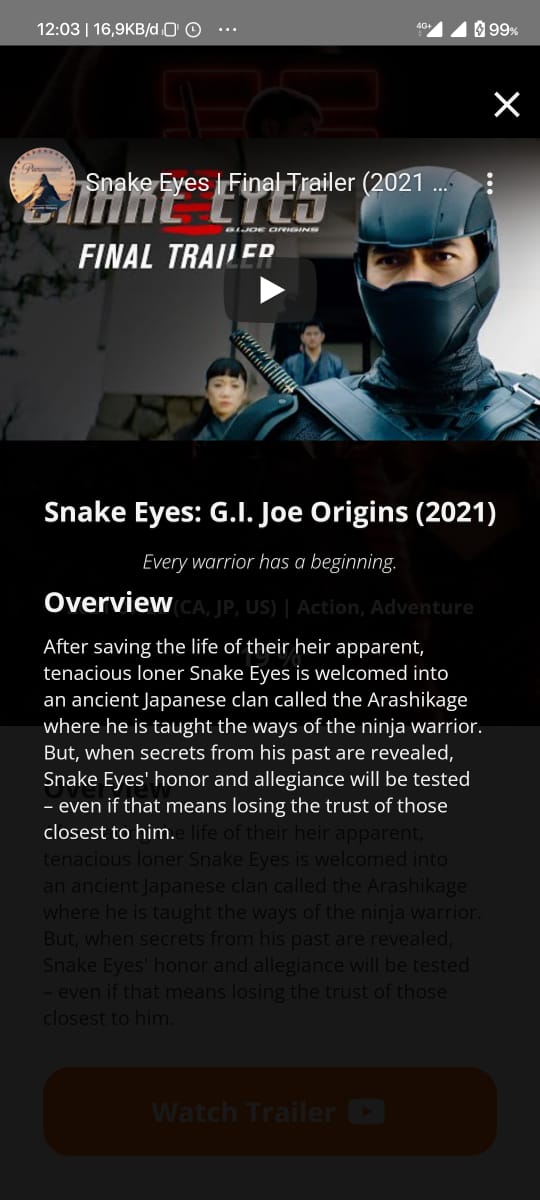 12:03 | 16,9KB/d
4G+
99%
Paramount
Snake Eyes | Final Trailer (2021 ...
SNAKE EYES
G.I. JOE ORIGINS
FINAL TRAILER
Snake Eyes: G.I. Joe Origins (2021)
Every warrior has a beginning.
Overview
(CA, JP, US) | Action, Adventure
After saving the life of their heir apparent,
tenacious loner Snake Eyes is welcomed into
an ancient Japanese clan called the Arashikage
where he is taught the ways of the ninja warrior.
But, when secrets from his past are revealed,
Snake Eyes' honor and allegiance will be tested
– even if that means losing the trust of those
closest to him.
Overview
the life of their heir apparent,
tenacious loner Snake Eyes is welcomed into
an ancient Japanese clan called the Arashikage
where he is taught the ways of the ninja warrior.
But, when secrets from his past are revealed,
Snake Eyes' honor and allegiance will be tested
– even if that means losing the trust of those
closest to him.
Watch Trailer